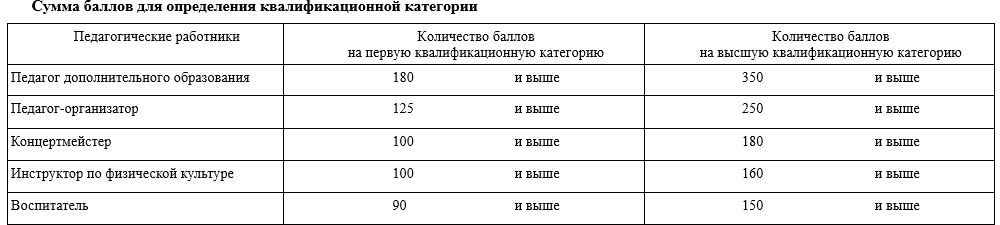 Сумма баллов для определения квалификационной категории
Педагогические работники Количество баллов Количество баллов
на первую квалификационную категорию на высшую квалификационную категорию
Педагог дополнительного образования 180 и выше 350 и выше
Педагог-организатор 125 и выше 250 и выше
Концертмейстер 100 и выше 180 и выше
Инструктор по физической культуре 100 и выше 160 и выше
Воспитатель 90 и выше 150 и выше